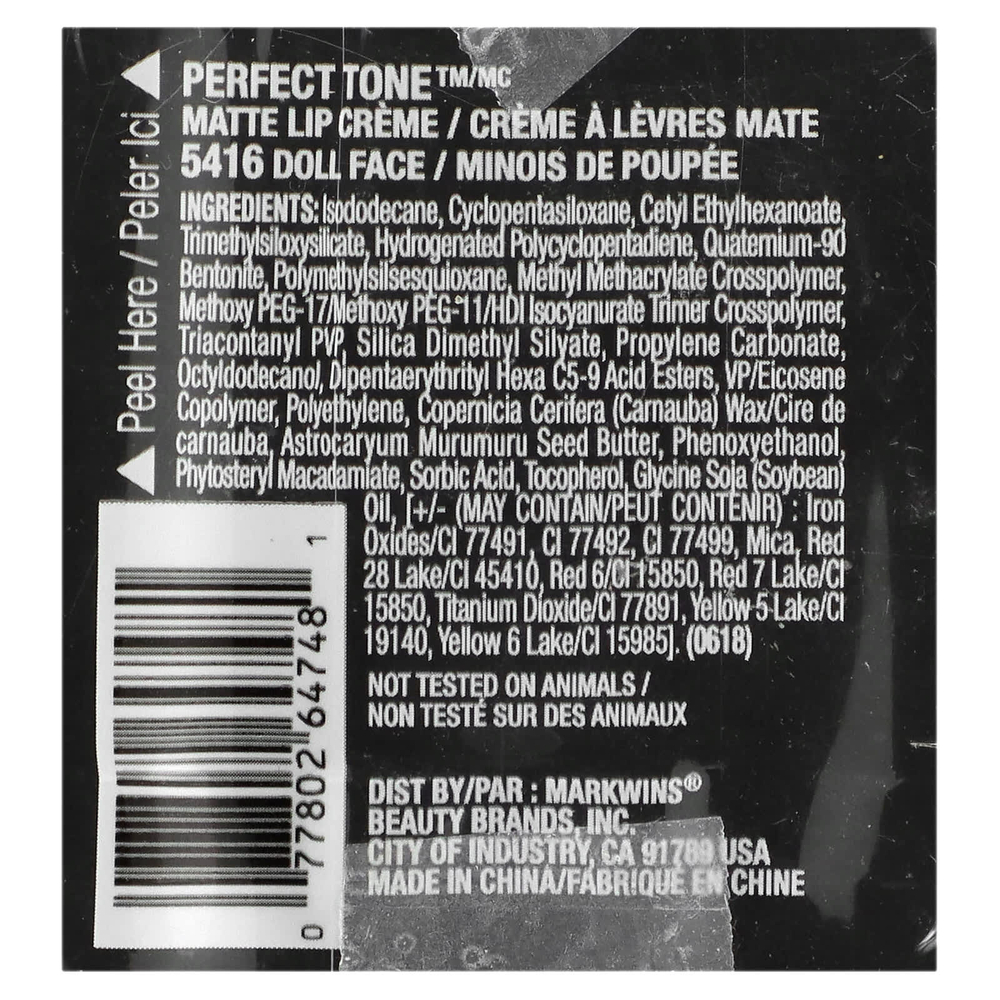 Peel Here / Peler Ici
PERFECT TONE™/MC
MATTE LIP CRÈME / CRÈME À LÈVRES MATE
5416 DOLL FACE / MINOIS DE POUPÉE
INGREDIENTS: Isododecane, Cyclopentasiloxane, Cetyl Ethylhexanoate,
Trimethylsiloxysilicate, Hydrogenated Polycyclopentadiene, Quaternium-90
Bentonite, Polymethylsilsesquioxane, Methyl Methacrylate Crosspolymer,
Methoxy PEG-17/Methoxy PEG-11/HDI Isocyanurate Trimer Crosspolymer,
Triacontanyl PVP, Silica Dimethyl Silyate, Propylene Carbonate,
Octyldodecanol, Dipentaerythrityl Hexa C5-9 Acid Esters, VP/Eicosene
Copolymer, Polyethylene, Copernicia Cerifera (Carnauba) Wax/Cire de
carnauba, Astrocaryum Murumuru Seed Butter, Phenoxyethanol,
Phytosteryl Macadamiate, Sorbic Acid, Tocopherol, Glycine Soja (Soybean)
Oil, [+/- (MAY CONTAIN/PEUT CONTENIR) : Iron
Oxides/CI 77491, CI 77492, CI 77499, Mica, Red
28 Lake/CI 45410, Red 6/CI 15850, Red 7 Lake/CI
15850, Titanium Dioxide/CI 77891, Yellow 5 Lake/CI
19140, Yellow 6 Lake/CI 15985]. (0618)
NOT TESTED ON ANIMALS /
NON TESTÉ SUR DES ANIMAUX
DIST BY/PAR : MARKWINS®
BEAUTY BRANDS, INC.
CITY OF INDUSTRY, CA 91789 USA
MADE IN CHINA/FABRIQUÉ EN CHINE
0 77802 64748 1